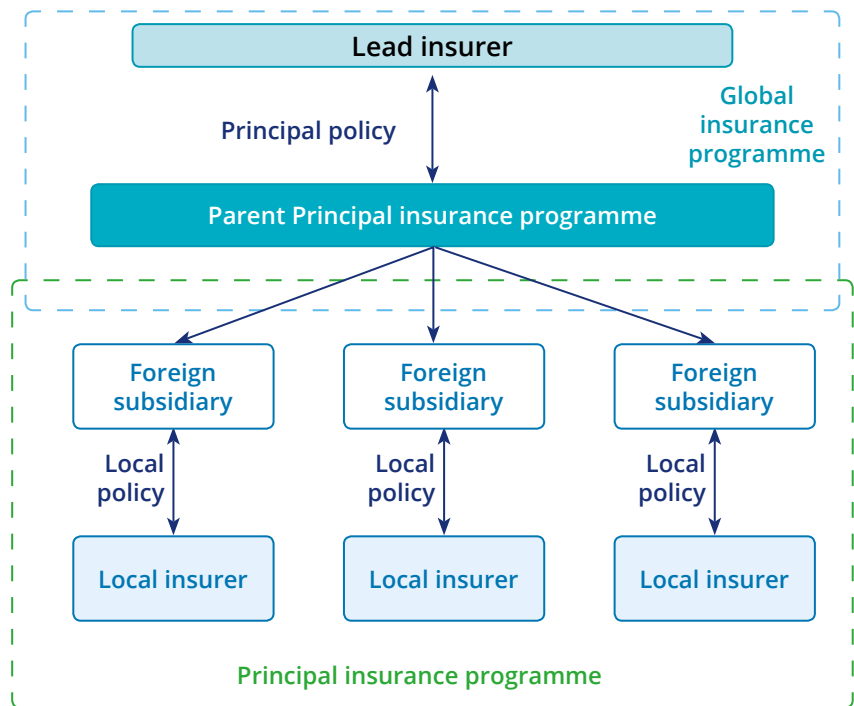 Lead insurer
Principal policy
Global
insurance
programme
Parent Principal insurance programme
Foreign
subsidiary
Foreign
subsidiary
Foreign
subsidiary
Local
policy
Local
policy
Local
policy
Local insurer
Local insurer
Local insurer
Principal insurance programme